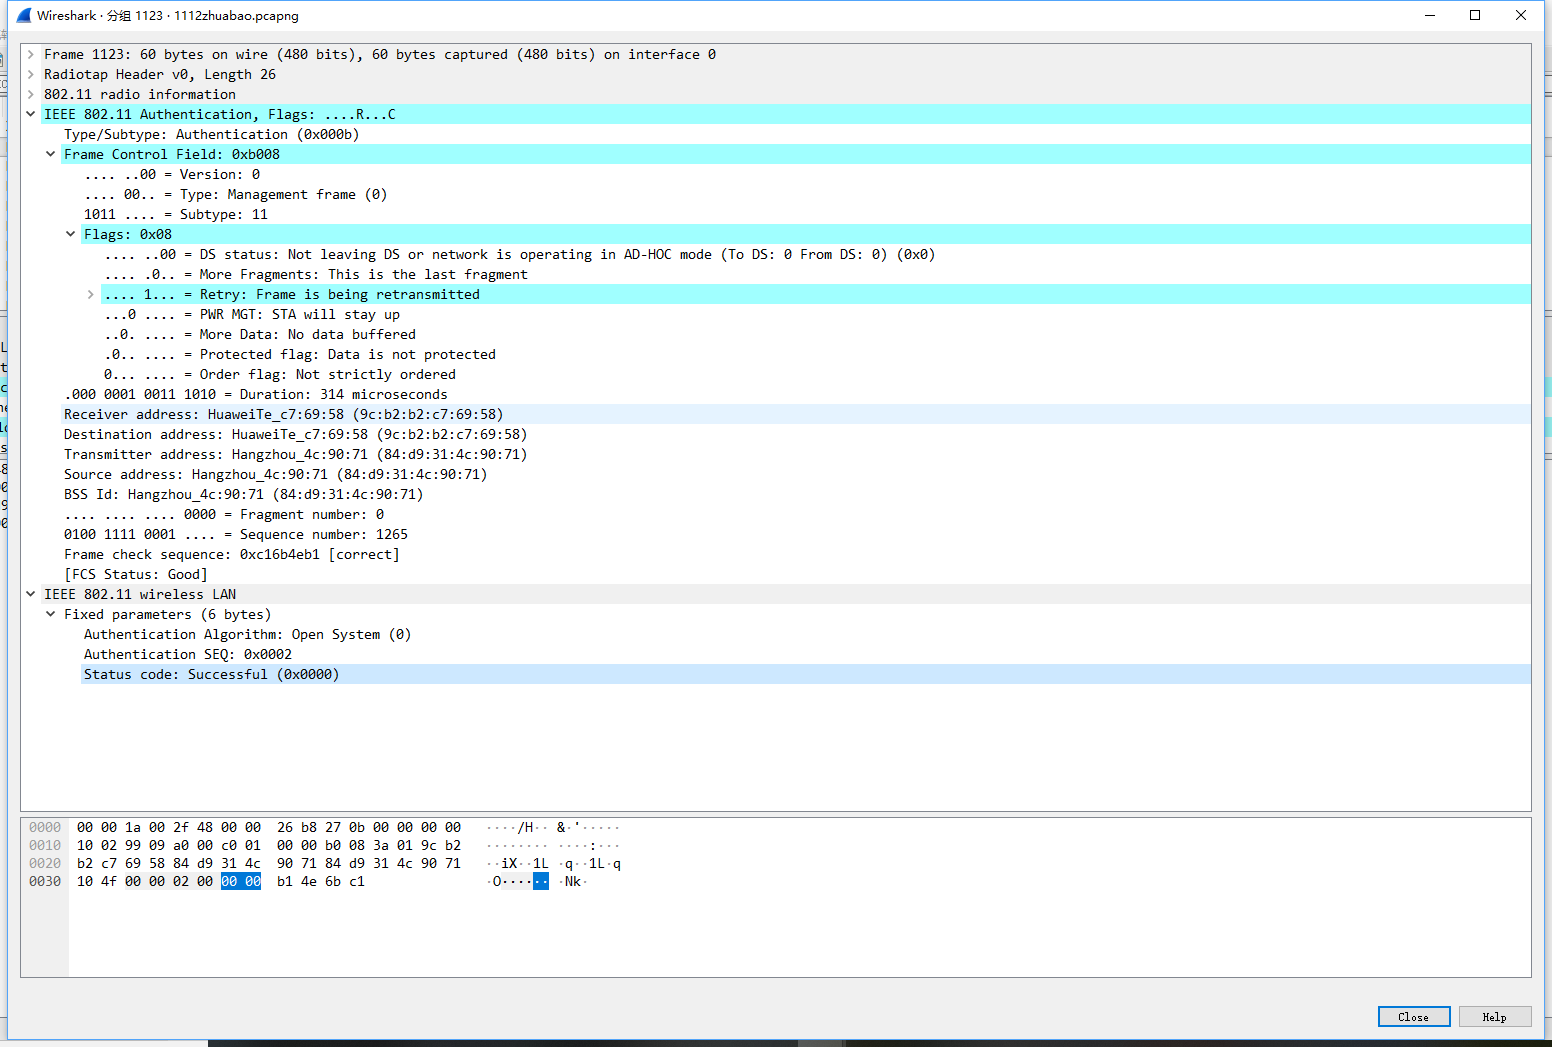 Wireshark · 分组 1123 · 1112zhuabao.pcapng
Frame 1123: 60 bytes on wire (480 bits), 60 bytes captured (480 bits) on interface 0
Radiotap Header v0, Length 26
802.11 radio information
IEEE 802.11 Authentication, Flags: ....R...C
Type/Subtype: Authentication (0x000b)
Frame Control Field: 0xb008
.... ..00 = Version: 0
.... 00.. = Type: Management frame (0)
1011 .... = Subtype: 11
Flags: 0x08
.... ..00 = DS status: Not leaving DS or network is operating in AD-HOC mode (To DS: 0 From DS: 0) (0x0)
.... .0.. = More Fragments: This is the last fragment
.... 1... = Retry: Frame is being retransmitted
...0 .... = PWR MGT: STA will stay up
..0. .... = More Data: No data buffered
.0.. .... = Protected flag: Data is not protected
0... .... = Order flag: Not strictly ordered
.000 0001 0011 1010 = Duration: 314 microseconds
Receiver address: HuaweiTe_c7:69:58 (9c:b2:b2:c7:69:58)
Destination address: HuaweiTe_c7:69:58 (9c:b2:b2:c7:69:58)
Transmitter address: Hangzhou_4c:90:71 (84:d9:31:4c:90:71)
Source address: Hangzhou_4c:90:71 (84:d9:31:4c:90:71)
BSS Id: Hangzhou_4c:90:71 (84:d9:31:4c:90:71)
.... .... .... 0000 = Fragment number: 0
0100 1111 0001 .... = Sequence number: 1265
Frame check sequence: 0xc16b4eb1 [correct]
[FCS Status: Good]
IEEE 802.11 wireless LAN
Fixed parameters (6 bytes)
Authentication Algorithm: Open System (0)
Authentication SEQ: 0x0002
Status code: Successful (0x0000)
0000 00 00 1a 00 2f 48 00 00 26 b8 27 0b 00 00 00 00 ····/H·· &·'·····
0010 10 02 99 09 a0 00 c0 01 00 00 b0 08 3a 01 9c b2 ········ ····:···
0020 b2 c7 69 58 84 d9 31 4c 90 71 84 d9 31 4c 90 71 ··iX··1L ·q··1L·q
0030 10 4f 00 00 02 00 00 00 b1 4e 6b c1 ·O······ ·Nk·
Close Help